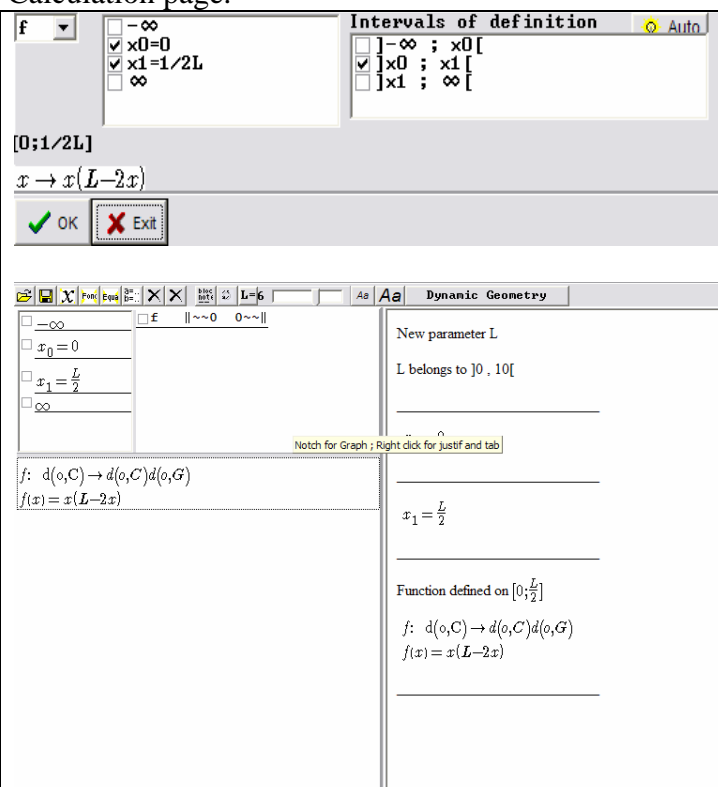 Calculation page.
f
-∞
x0=0
x1=1/2L
∞
Intervals of definition
Auto
]-∞ ; x0[
]x0 ; x1[
]x1 ; ∞[
[0;1/2L]
x → x(L−2x)
OK
Exit
x Func Equa L=6 Aa Aa Dynamic Geometry
−∞
x₀ = 0
x₁ = L/2
∞
f ||~~0 0~~||
Notch for Graph ; Right click for justif and tab
f: d(o,C) → d(o,C)d(o,G)
f(x) = x(L−2x)
New parameter L
L belongs to ]0 , 10[
x₁ = L/2
Function defined on [0;L/2]
f: d(o,C) → d(o,C)d(o,G)
f(x) = x(L−2x)